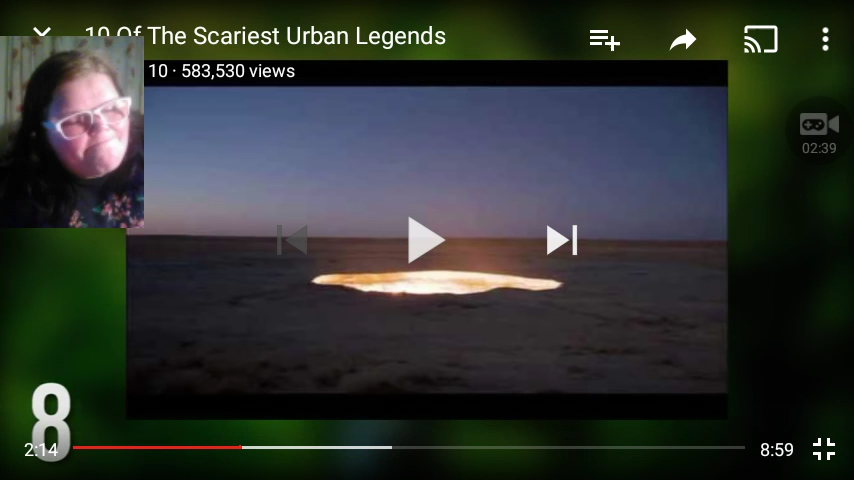 10 Of The Scariest Urban Legends
10 · 583,530 views
02:39
8
2:14
8:59